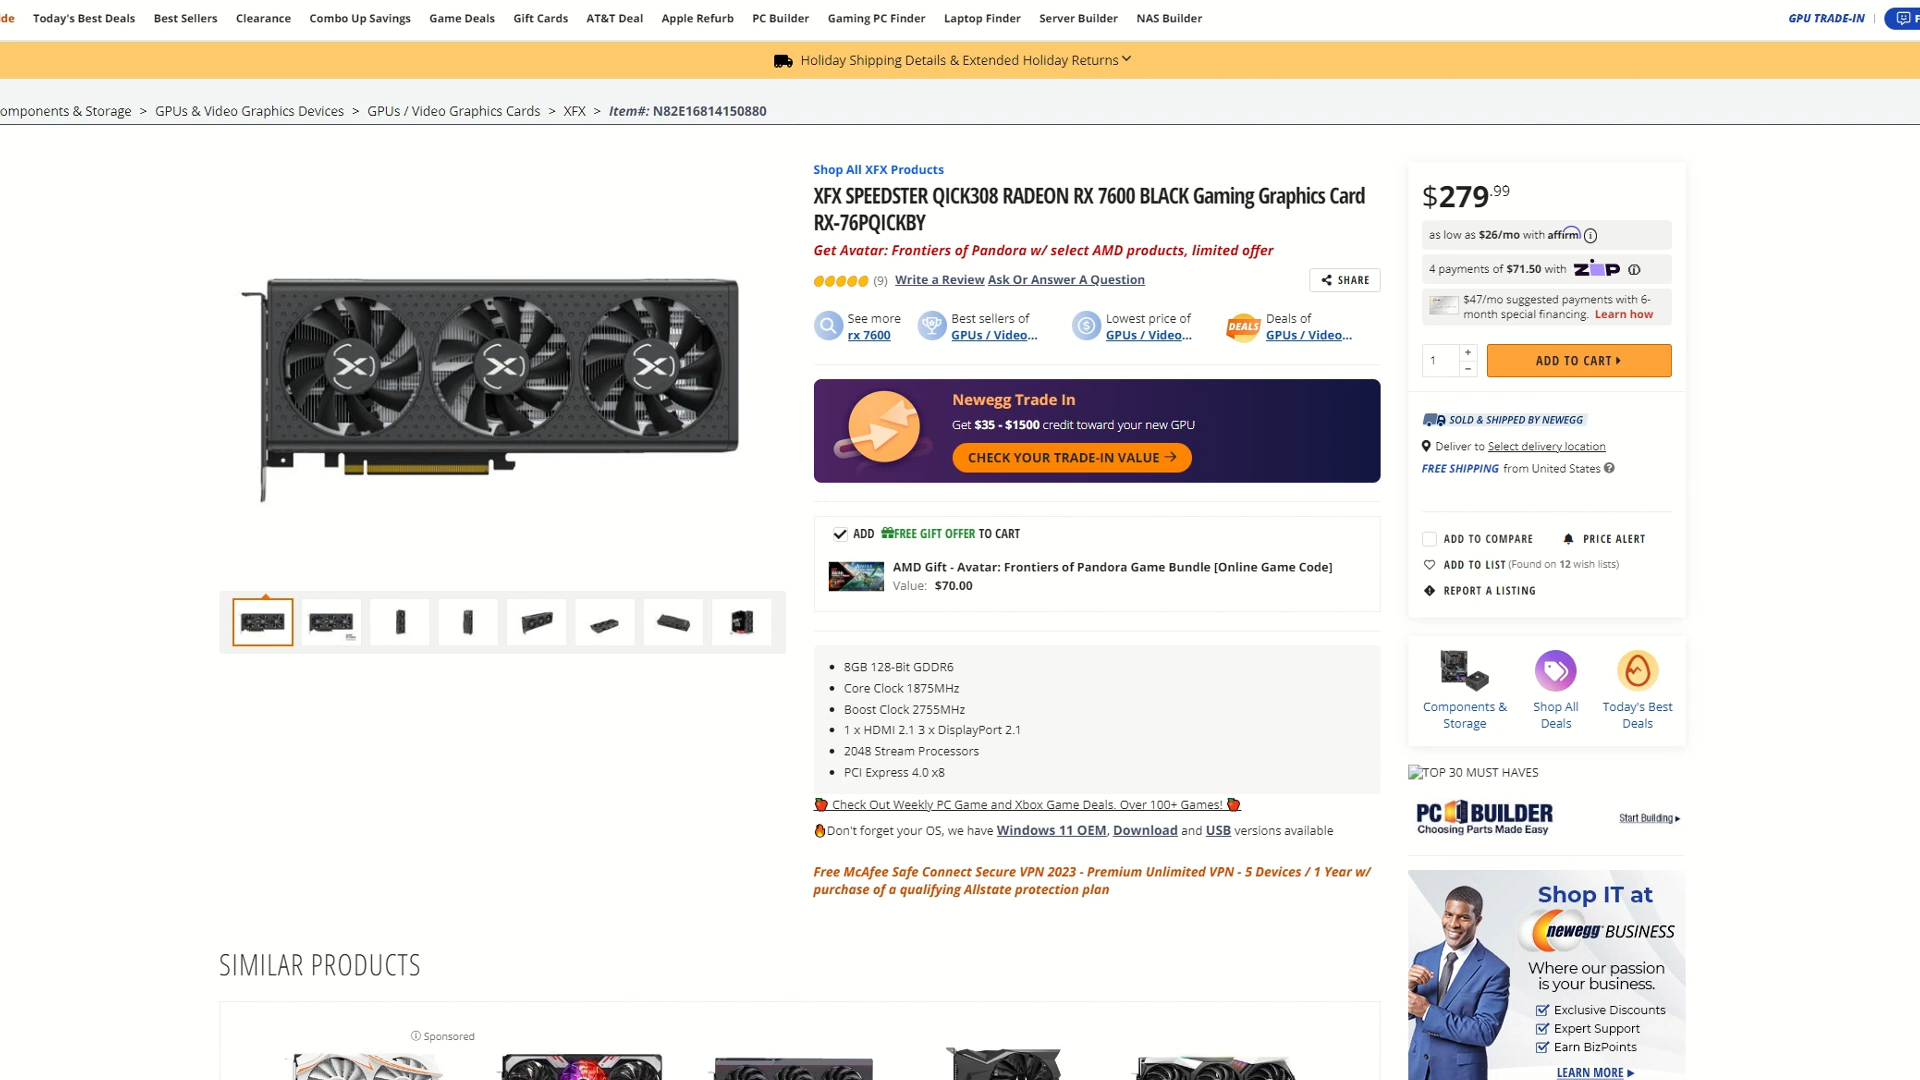 de Today's Best Deals Best Sellers Clearance Combo Up Savings Game Deals Gift Cards AT&T Deal Apple Refurb PC Builder Gaming PC Finder Laptop Finder Server Builder NAS Builder GPU TRADE-IN
Holiday Shipping Details & Extended Holiday Returns
omponents & Storage > GPUs & Video Graphics Devices > GPUs / Video Graphics Cards > XFX > Item#: N82E16814150880
Shop All XFX Products
XFX SPEEDSTER QICK308 RADEON RX 7600 BLACK Gaming Graphics Card
RX-76PQICKBY
Get Avatar: Frontiers of Pandora w/ select AMD products, limited offer
(9) Write a Review Ask Or Answer A Question
SHARE
See more
rx 7600
Best sellers of
GPUs / Video...
Lowest price of
GPUs / Video...
DEALS
Deals of
GPUs / Video...
Newegg Trade In
Get $35 - $1500 credit toward your new GPU
CHECK YOUR TRADE-IN VALUE
ADD FREE GIFT OFFER TO CART
AMD Gift - Avatar: Frontiers of Pandora Game Bundle [Online Game Code]
Value: $70.00
8GB 128-Bit GDDR6
Core Clock 1875MHz
Boost Clock 2755MHz
1 x HDMI 2.1 3 x DisplayPort 2.1
2048 Stream Processors
PCI Express 4.0 x8
Check Out Weekly PC Game and Xbox Game Deals. Over 100+ Games!
Don't forget your OS, we have Windows 11 OEM, Download and USB versions available
Free McAfee Safe Connect Secure VPN 2023 - Premium Unlimited VPN - 5 Devices / 1 Year w/
purchase of a qualifying Allstate protection plan
$279.99
as low as $26/mo with affirm
4 payments of $71.50 with ZIP
$47/mo suggested payments with 6-
month special financing. Learn how
1 + −
ADD TO CART
SOLD & SHIPPED BY NEWEGG
Deliver to Select delivery location
FREE SHIPPING from United States
ADD TO COMPARE PRICE ALERT
ADD TO LIST (Found on 12 wish lists)
REPORT A LISTING
Components &
Storage
Shop All
Deals
Today's Best
Deals
TOP 30 MUST HAVES
PC BUILDER
Choosing Parts Made Easy
Start Building
Shop IT at
newegg BUSINESS
Where our passion
is your business.
Exclusive Discounts
Expert Support
Earn BizPoints
LEARN MORE
SIMILAR PRODUCTS
Sponsored